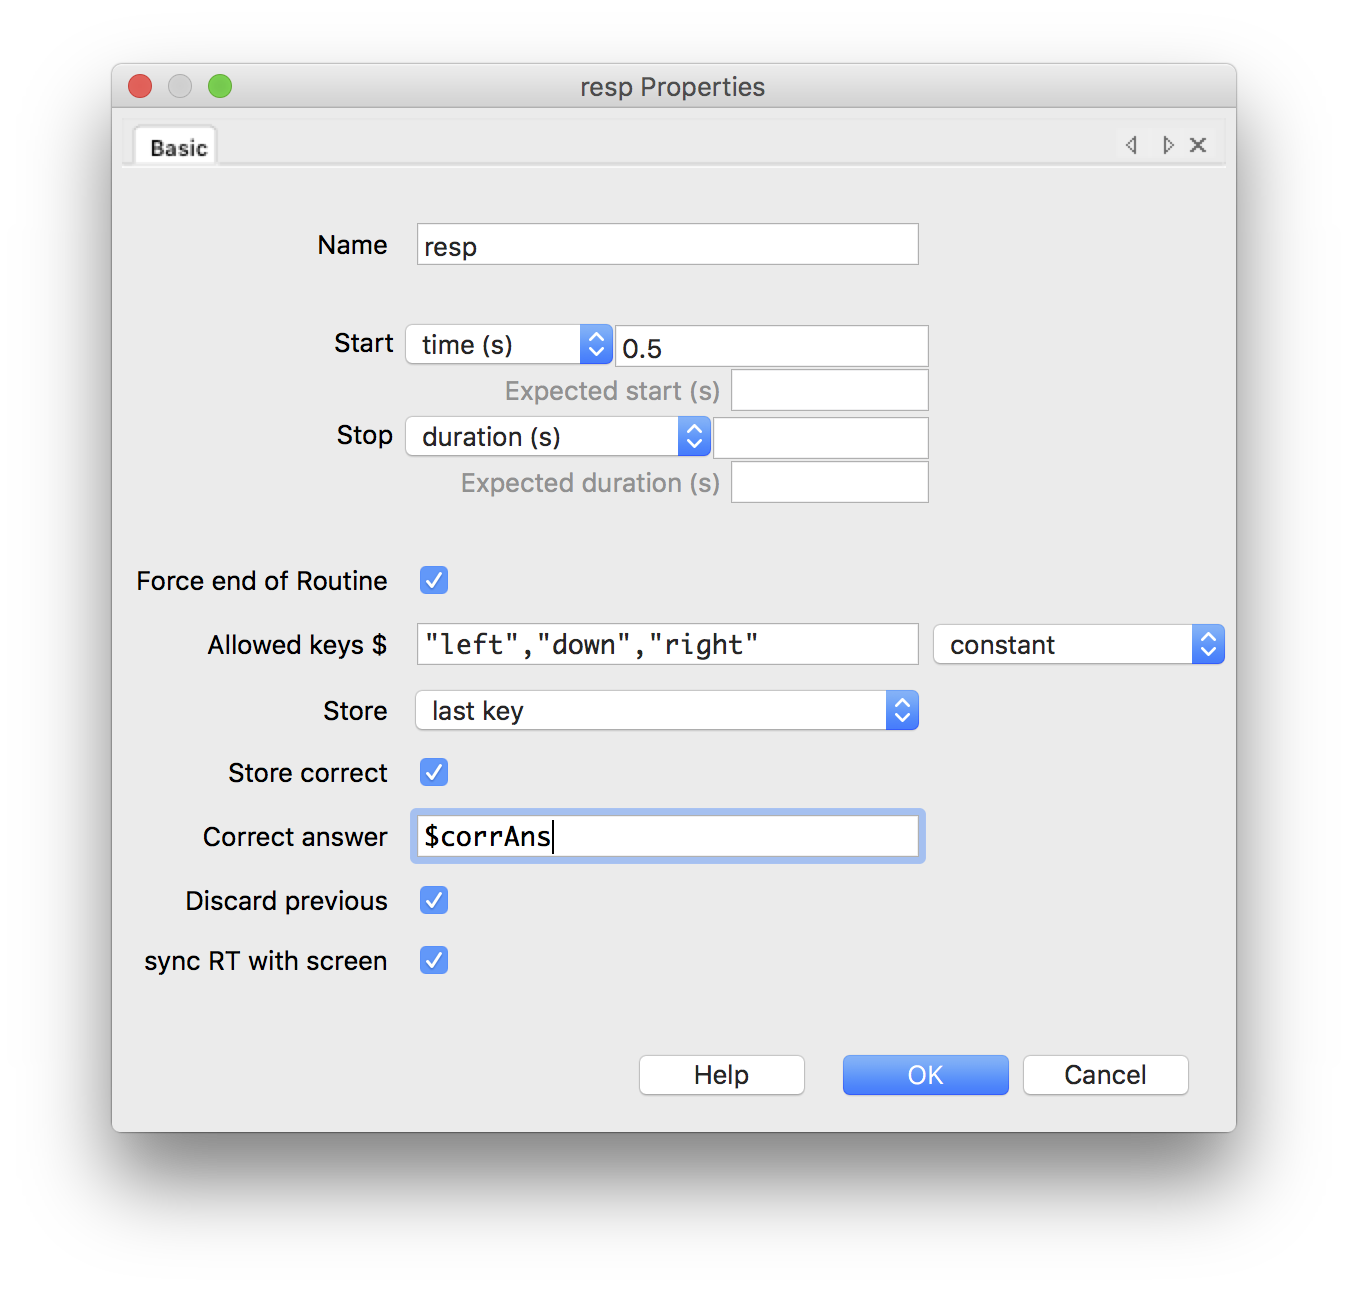 resp Properties
Basic
Name resp
Start time (s) 0.5
Expected start (s)
Stop duration (s)
Expected duration (s)
Force end of Routine
Allowed keys $ "left","down","right" constant
Store last key
Store correct
Correct answer $corrAns
Discard previous
sync RT with screen
Help OK Cancel